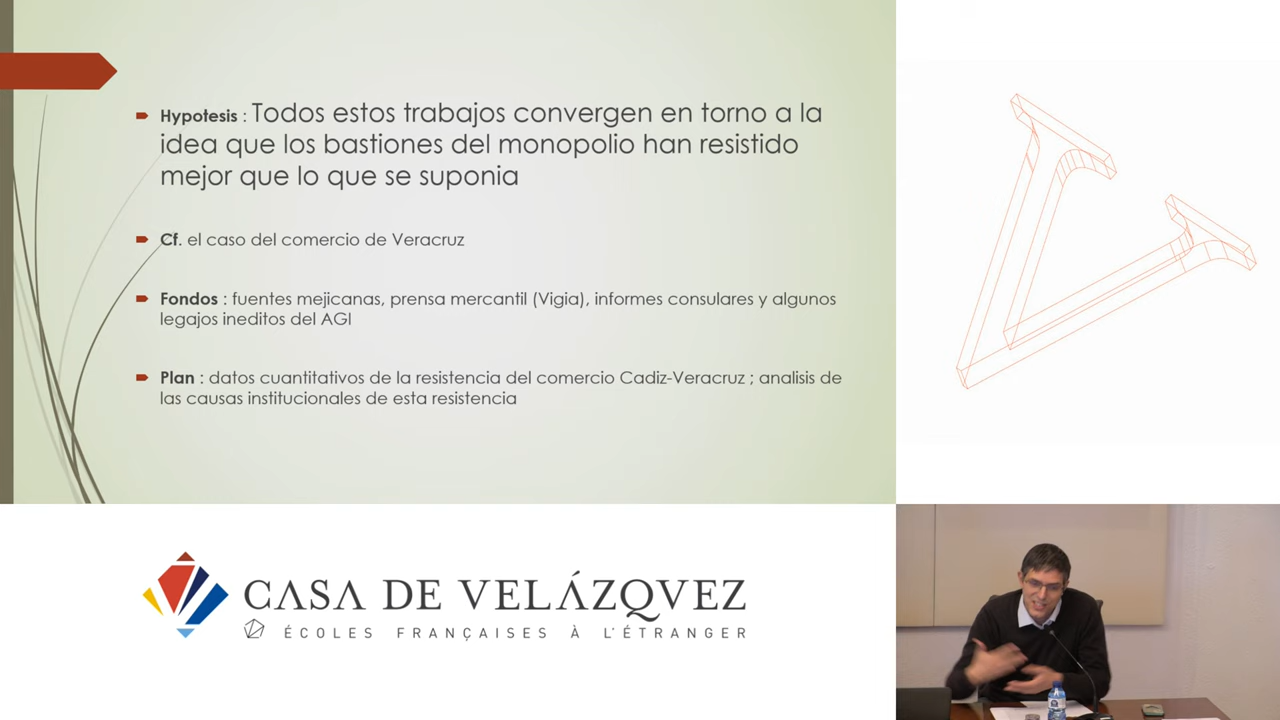 Hypotesis : Todos estos trabajos convergen en torno a la
idea que los bastiones del monopolio han resistido
mejor que lo que se suponia
Cf. el caso del comercio de Veracruz
Fondos : fuentes mejicanas, prensa mercantil (Vigia), informes consulares y algunos
legajos ineditos del AGI
Plan : datos cuantitativos de la resistencia del comercio Cadiz-Veracruz ; analisis de
las causas institucionales de esta resistencia
CASA DE VELÁZQVEZ
ÉCOLES FRANÇAISES À L'ÉTRANGER